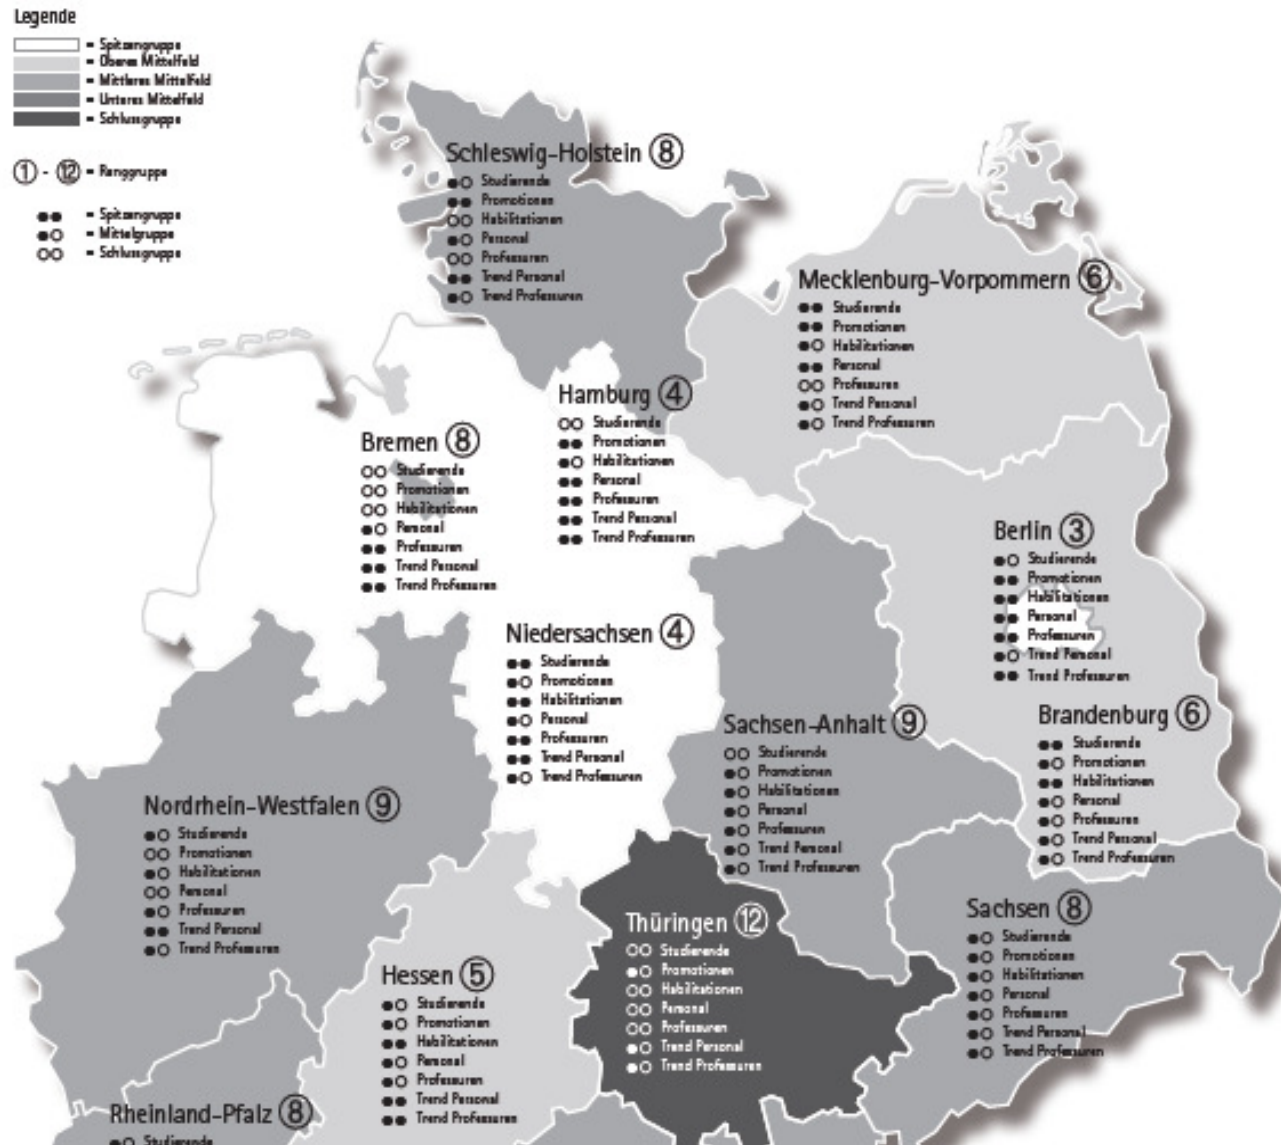 Legende
= Spitzengruppe
= Oberes Mittelfeld
= Mittleres Mittelfeld
= Unteres Mittelfeld
= Schlussgruppe
① - ⑫ = Ranggruppe
●● = Spitzengruppe
●○ = Mittelgruppe
○○ = Schlussgruppe
Schleswig-Holstein ⑧
●○ Studierende
●● Promotionen
○○ Habilitationen
●○ Personal
○○ Professuren
●● Trend Personal
●○ Trend Professuren
Mecklenburg-Vorpommern ⑥
●● Studierende
●● Promotionen
●○ Habilitationen
●● Personal
○○ Professuren
●○ Trend Personal
●○ Trend Professuren
Hamburg ④
○○ Studierende
●● Promotionen
●○ Habilitationen
●● Personal
●● Professuren
●● Trend Personal
●● Trend Professuren
Bremen ⑧
○○ Studierende
○○ Promotionen
○○ Habilitationen
●○ Personal
●● Professuren
●● Trend Personal
●● Trend Professuren
Berlin ③
●○ Studierende
●● Promotionen
●● Habilitationen
●● Personal
●● Professuren
●○ Trend Personal
●● Trend Professuren
Niedersachsen ④
●● Studierende
●○ Promotionen
●● Habilitationen
●○ Personal
●● Professuren
●● Trend Personal
●○ Trend Professuren
Sachsen-Anhalt ⑨
○○ Studierende
●○ Promotionen
●○ Habilitationen
●○ Personal
●○ Professuren
●○ Trend Personal
●○ Trend Professuren
Brandenburg ⑥
●● Studierende
●○ Promotionen
●● Habilitationen
●○ Personal
●○ Professuren
●○ Trend Personal
●○ Trend Professuren
Nordrhein-Westfalen ⑨
●○ Studierende
○○ Promotionen
●○ Habilitationen
○○ Personal
●○ Professuren
●● Trend Personal
●○ Trend Professuren
Hessen ⑤
●○ Studierende
●○ Promotionen
●● Habilitationen
●○ Personal
●○ Professuren
●● Trend Personal
●● Trend Professuren
Thüringen ⑫
○○ Studierende
●○ Promotionen
○○ Habilitationen
○○ Personal
○○ Professuren
●○ Trend Personal
●○ Trend Professuren
Sachsen ⑧
●○ Studierende
●○ Promotionen
●○ Habilitationen
●○ Personal
●○ Professuren
●○ Trend Personal
●○ Trend Professuren
Rheinland-Pfalz ⑧
●○ Studierende